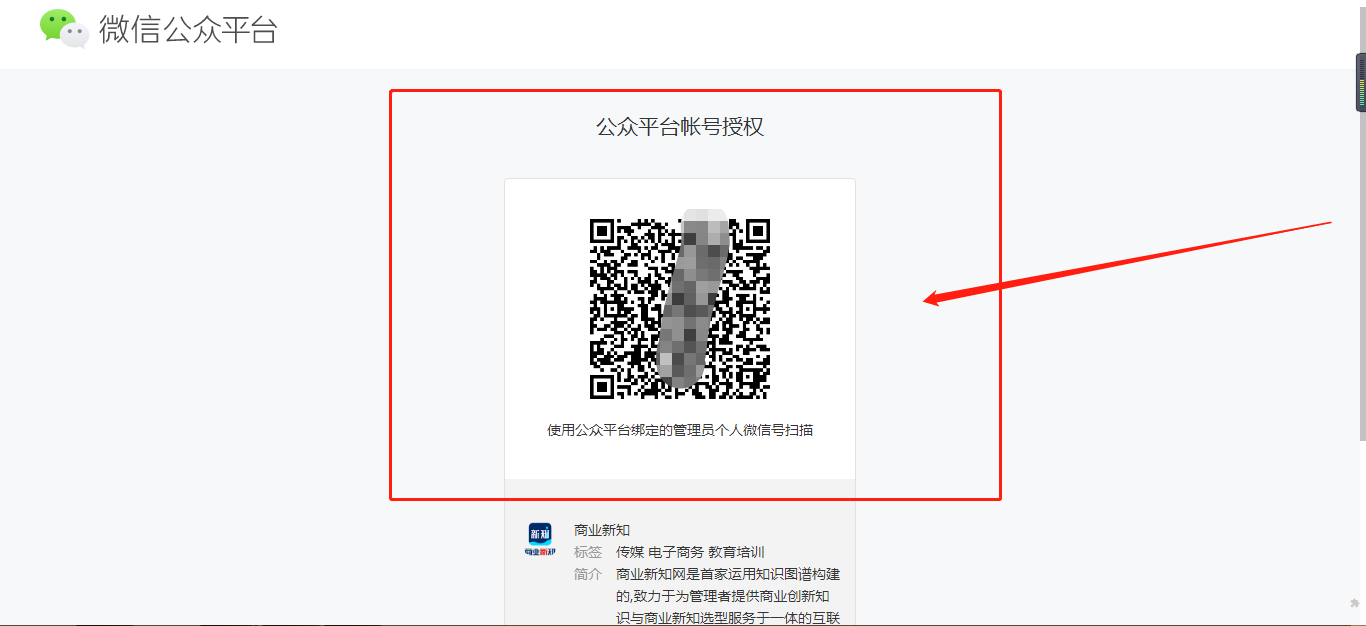 微信公众平台
公众平台帐号授权
使用公众平台绑定的管理员个人微信号扫描
新知
商业新知
商业新知
标签 传媒 电子商务 教育培训
简介 商业新知网是首家运用知识图谱构建
的,致力于为管理者提供商业创新知
识与商业新知选型服务于一体的互联